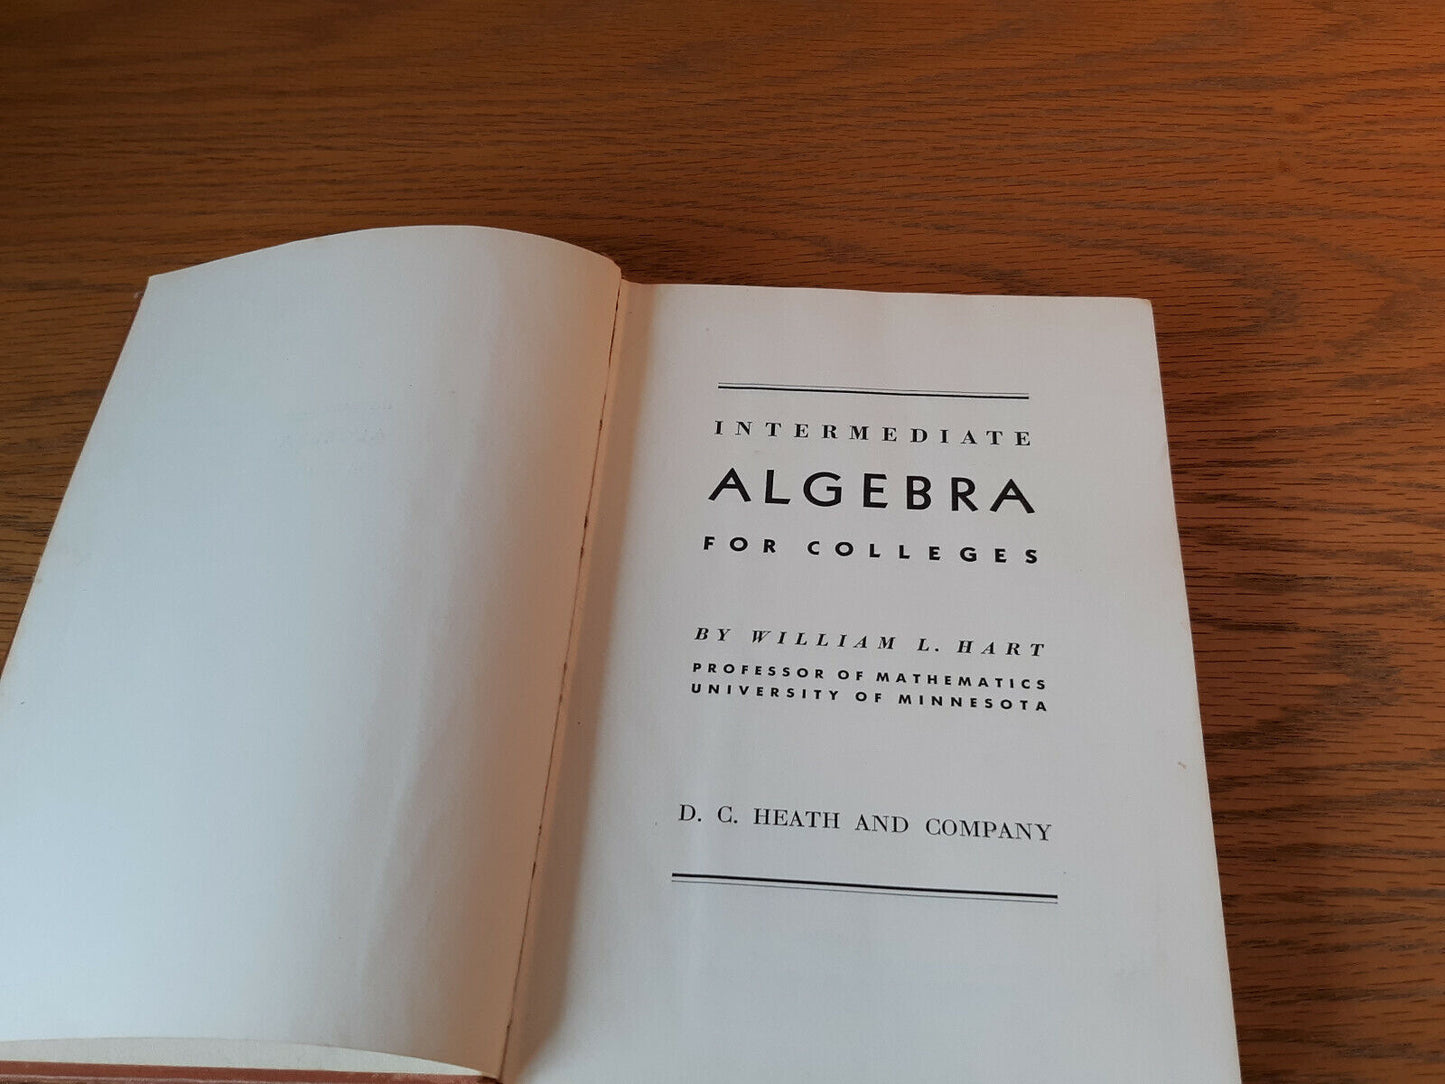 INTERMEDIATE
ALGEBRA
FOR COLLEGES
BY WILLIAM L. HART
PROFESSOR OF MATHEMATICS
UNIVERSITY OF MINNESOTA
D. C. HEATH AND COMPANY